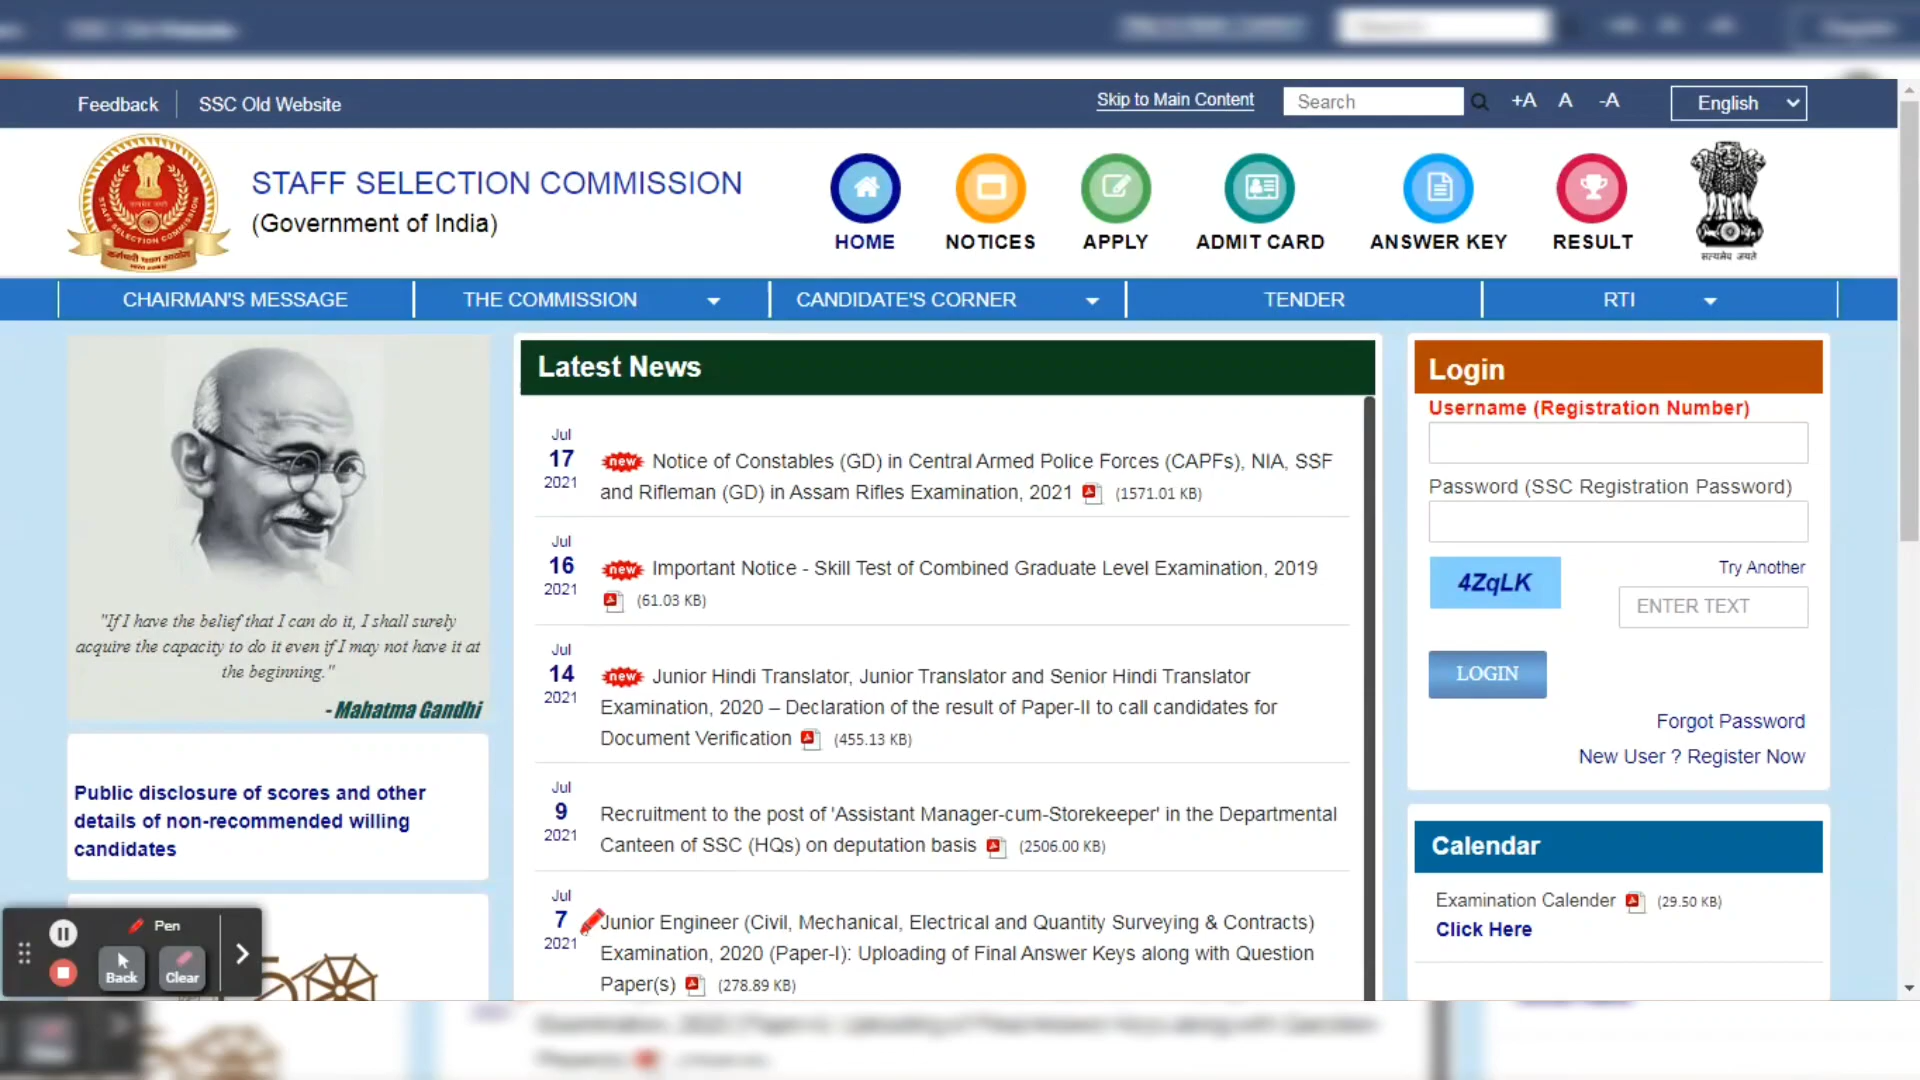 Feedback
SSC Old Website
Skip to Main Content
Search
+A
A
-A
English
STAFF SELECTION COMMISSION
(Government of India)
STAFF SELECTION COMMISSION
कर्मचारी चयन आयोग
भारत सरकार
HOME
NOTICES
APPLY
ADMIT CARD
ANSWER KEY
RESULT
सत्यमेव जयते
CHAIRMAN'S MESSAGE
THE COMMISSION
CANDIDATE'S CORNER
TENDER
RTI
"If I have the belief that I can do it, I shall surely
acquire the capacity to do it even if I may not have it at
the beginning."
- Mahatma Gandhi
Public disclosure of scores and other
details of non-recommended willing
candidates
Latest News
Jul
17
2021
new Notice of Constables (GD) in Central Armed Police Forces (CAPFs), NIA, SSF
and Rifleman (GD) in Assam Rifles Examination, 2021 (1571.01 KB)
Jul
16
2021
new Important Notice - Skill Test of Combined Graduate Level Examination, 2019
(61.03 KB)
Jul
14
2021
new Junior Hindi Translator, Junior Translator and Senior Hindi Translator
Examination, 2020 – Declaration of the result of Paper-II to call candidates for
Document Verification (455.13 KB)
Jul
9
2021
Recruitment to the post of 'Assistant Manager-cum-Storekeeper' in the Departmental
Canteen of SSC (HQs) on deputation basis (2506.00 KB)
Jul
7
2021
Junior Engineer (Civil, Mechanical, Electrical and Quantity Surveying & Contracts)
Examination, 2020 (Paper-I): Uploading of Final Answer Keys along with Question
Paper(s) (278.89 KB)
Login
Username (Registration Number)
Password (SSC Registration Password)
4ZqLK
Try Another
ENTER TEXT
LOGIN
Forgot Password
New User ? Register Now
Calendar
Examination Calender (29.50 KB)
Click Here
Pen
Back
Clear